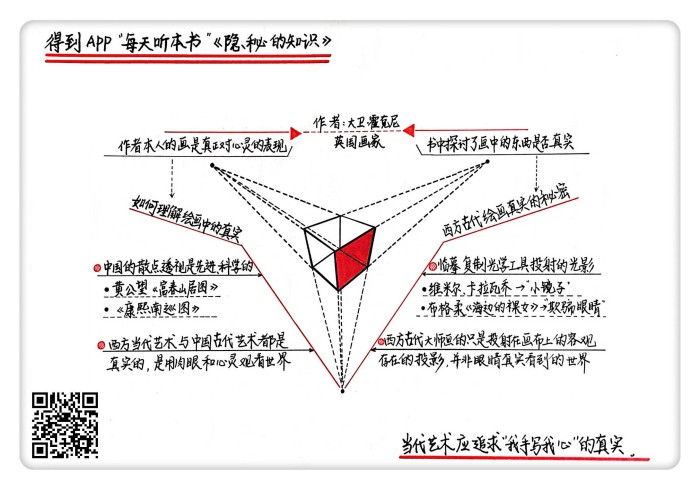 得到APP“每天听本书”《隐秘的知识》
作者:大卫·霍克尼
英国画家
作者本人的画是真正对心灵的表现
书中探讨了画中的东西是否真实
如何理解绘画中的真实
西方古代绘画真实的秘密
中国的散点透视是先进、科学的
·黄公望《富春山居图》
·《康熙南巡图》
西方当代艺术与中国古代艺术都是
真实的,是用肉眼和心灵观看世界
临摹复制光学工具投射的光影
·维米尔、卡拉瓦乔→“小镜子”
·布格柔《海边的裸女》→“欺骗眼睛”
西方古代大师画的只是投射在画布上的客观
存在的投影,并非眼睛真实看到的世界
当代艺术应追求“我手写我心”的真实